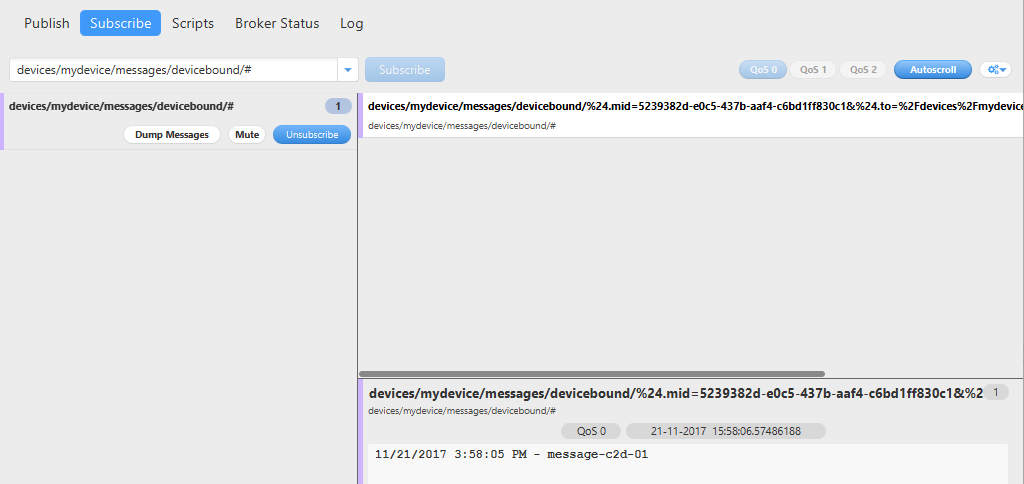 Publish Subscribe Scripts Broker Status Log
devices/mydevice/messages/devicebound/# Subscribe QoS 0 QoS 1 QoS 2 Autoscroll
devices/mydevice/messages/devicebound/# 1
Dump Messages Mute Unsubscribe
devices/mydevice/messages/devicebound/%24.mid=5239382d-e0c5-437b-aaf4-c6bd1ff830c1&%24.to=%2Fdevices%2Fmydevice
devices/mydevice/messages/devicebound/#
devices/mydevice/messages/devicebound/%24.mid=5239382d-e0c5-437b-aaf4-c6bd1ff830c1&%2 1
devices/mydevice/messages/devicebound/#
QoS 0 21-11-2017 15:58:06.57486188
11/21/2017 3:58:05 PM - message-c2d-01